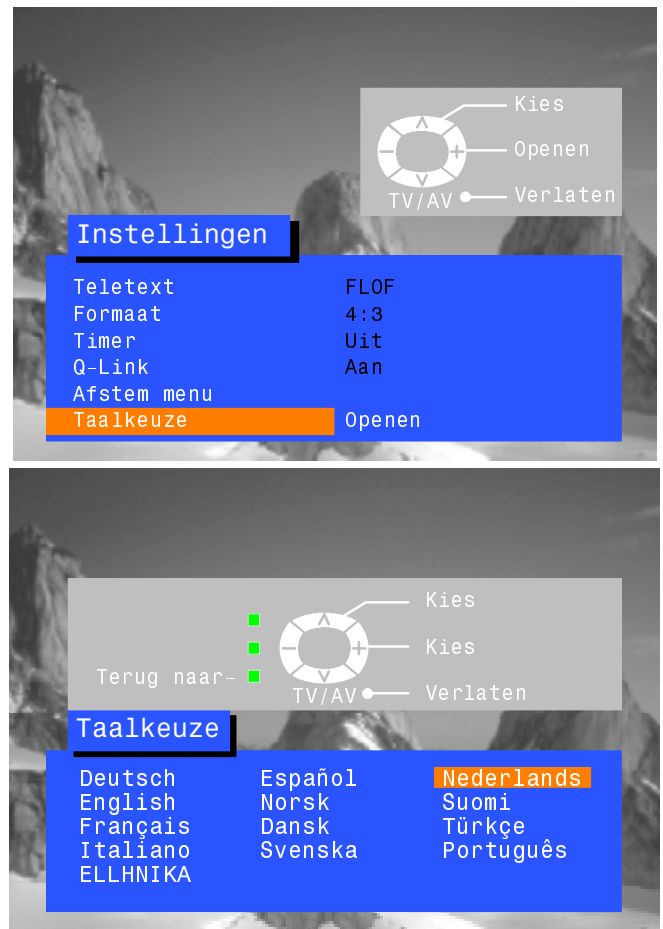 Kies
Openen
TV/AV Verlaten
Instellingen
Teletext FLOF
Formaat 4:3
Timer Uit
Q-Link Aan
Afstem menu
Taalkeuze Openen
Kies
Kies
Terug naar-
TV/AV Verlaten
Taalkeuze
Deutsch Español Nederlands
English Norsk Suomi
Français Dansk Türkçe
Italiano Svenska Português
ELLHNIKA